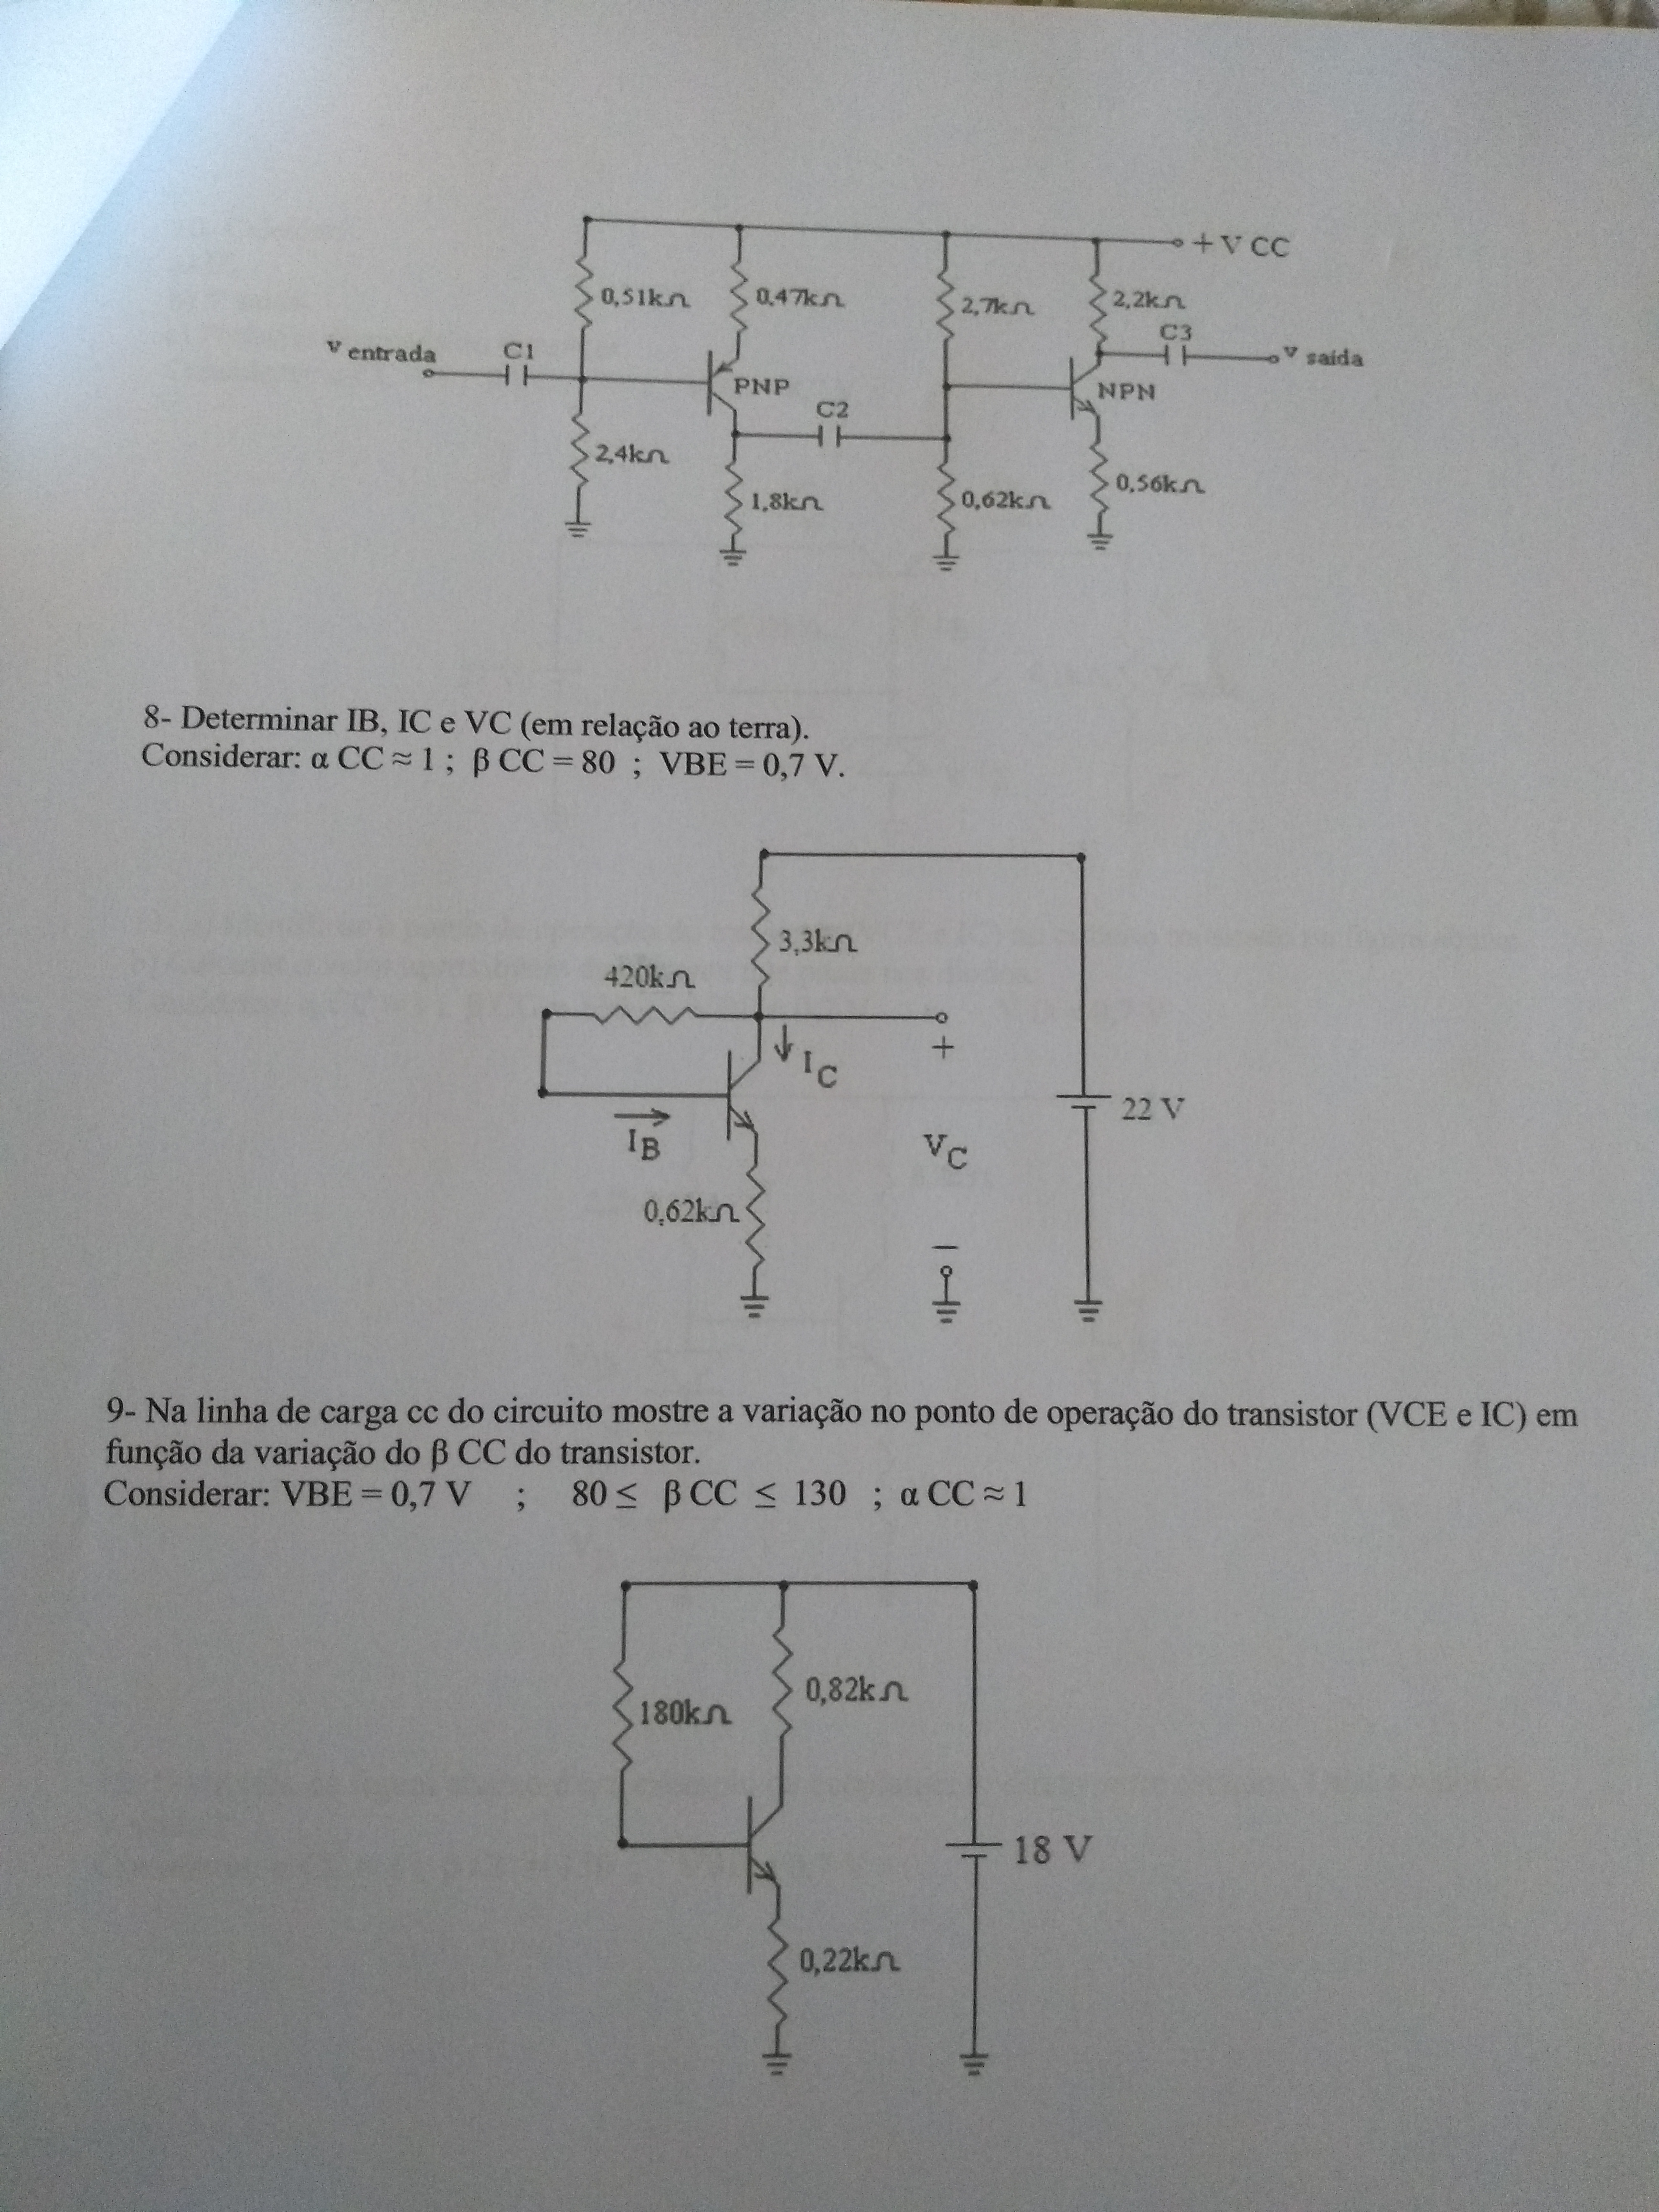 +V CC
0,51kΩ 0,47kΩ 2,7kΩ 2,2kΩ
C3
v entrada C1 v saída
PNP NPN
C2
2,4kΩ
1,8kΩ 0,62kΩ 0,56kΩ
8- Determinar IB, IC e VC (em relação ao terra).
Considerar: α CC ≈ 1 ; β CC = 80 ; VBE = 0,7 V.
3,3kΩ
420kΩ
+
IC
22 V
IB VC
0,62kΩ
−
9- Na linha de carga cc do circuito mostre a variação no ponto de operação do transistor (VCE e IC) em
função da variação do β CC do transistor.
Considerar: VBE = 0,7 V ; 80 ≤ β CC ≤ 130 ; α CC ≈ 1
0,82kΩ
180kΩ
18 V
0,22kΩ